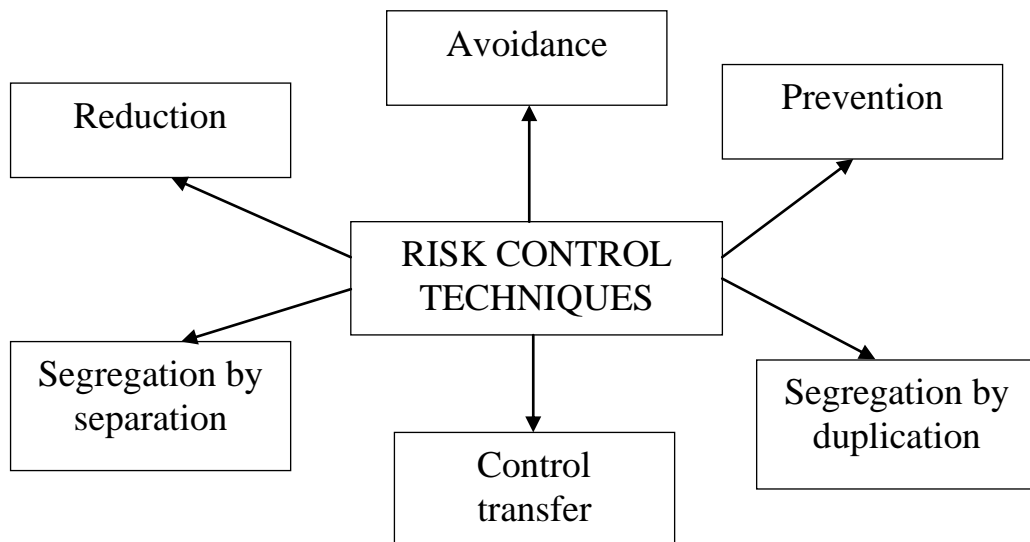 Avoidance
Reduction
Prevention
RISK CONTROL
TECHNIQUES
Segregation by
separation
Segregation by
duplication
Control
transfer